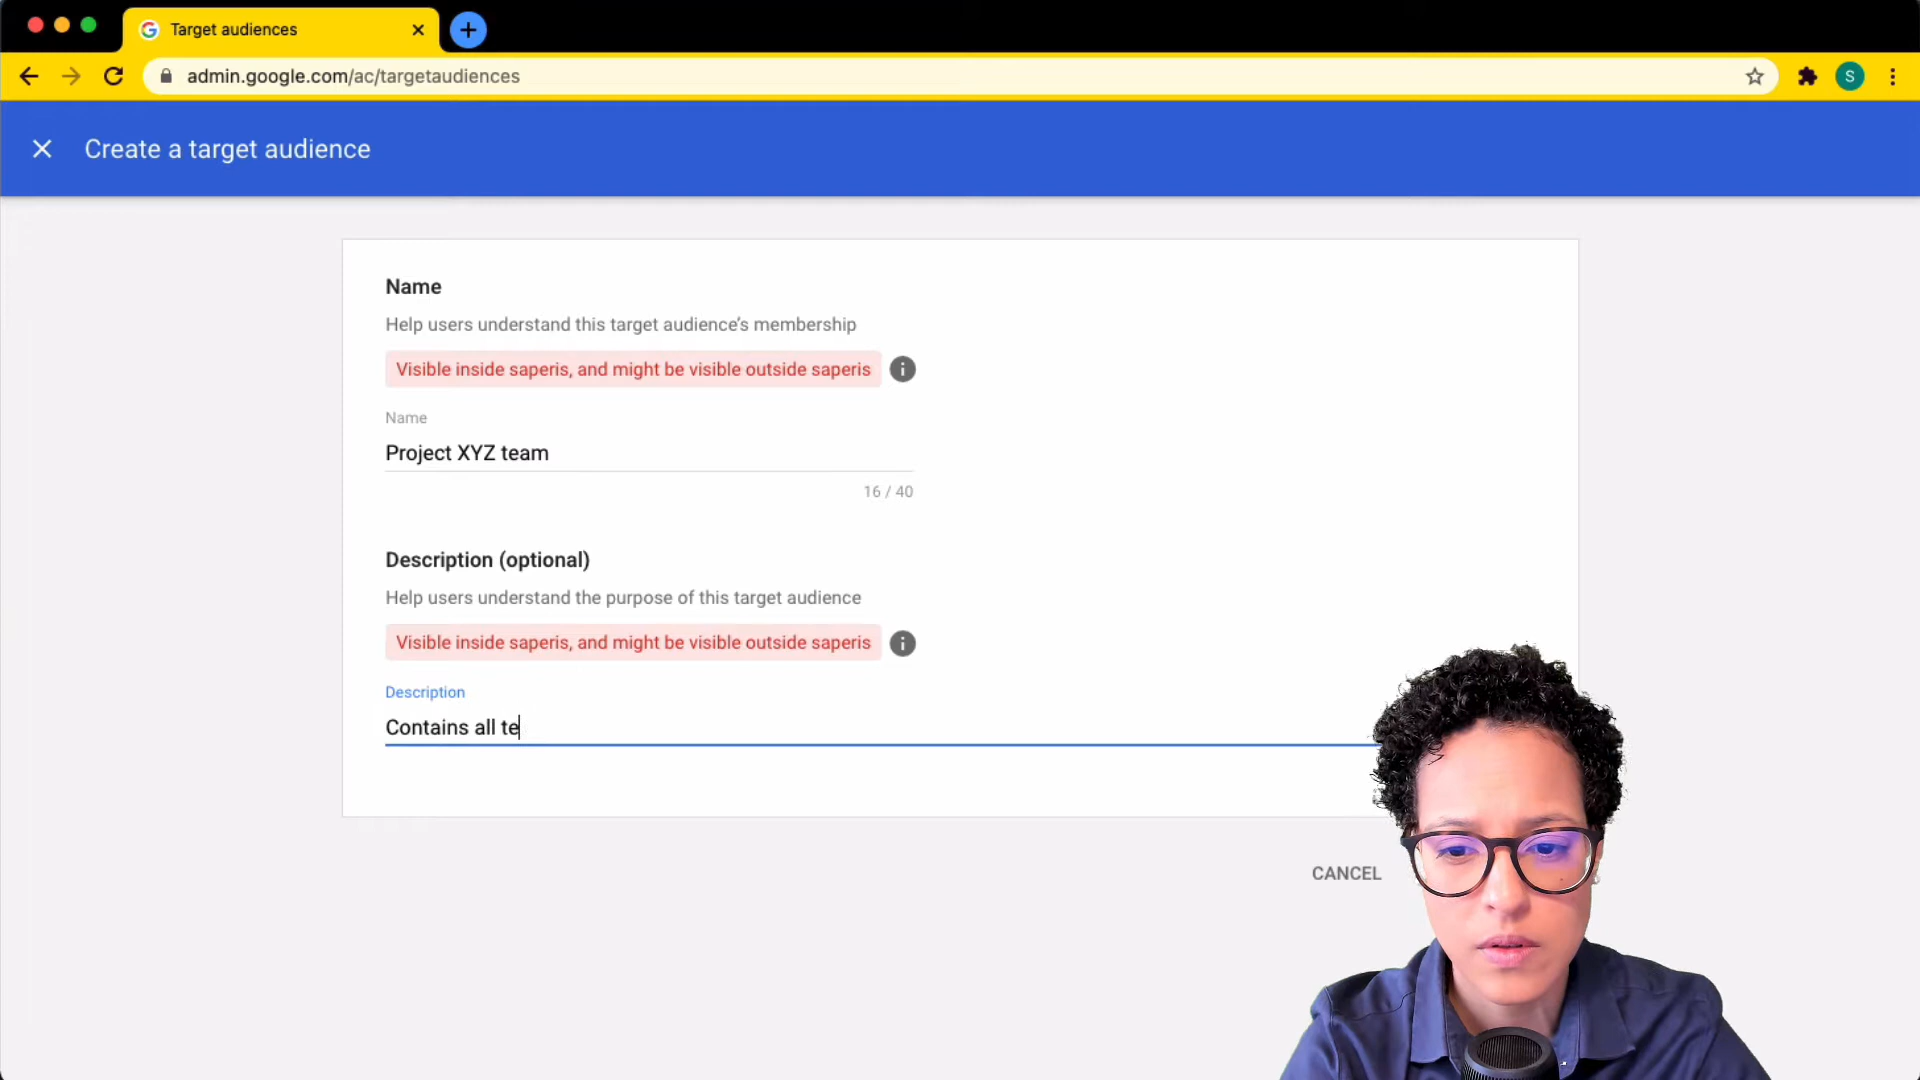 Target audiences
admin.google.com/ac/targetaudiences
S
Create a target audience
Name
Help users understand this target audience's membership
Visible inside saperis, and might be visible outside saperis
Name
Project XYZ team
16 / 40
Description (optional)
Help users understand the purpose of this target audience
Visible inside saperis, and might be visible outside saperis
Description
Contains all te
CANCEL